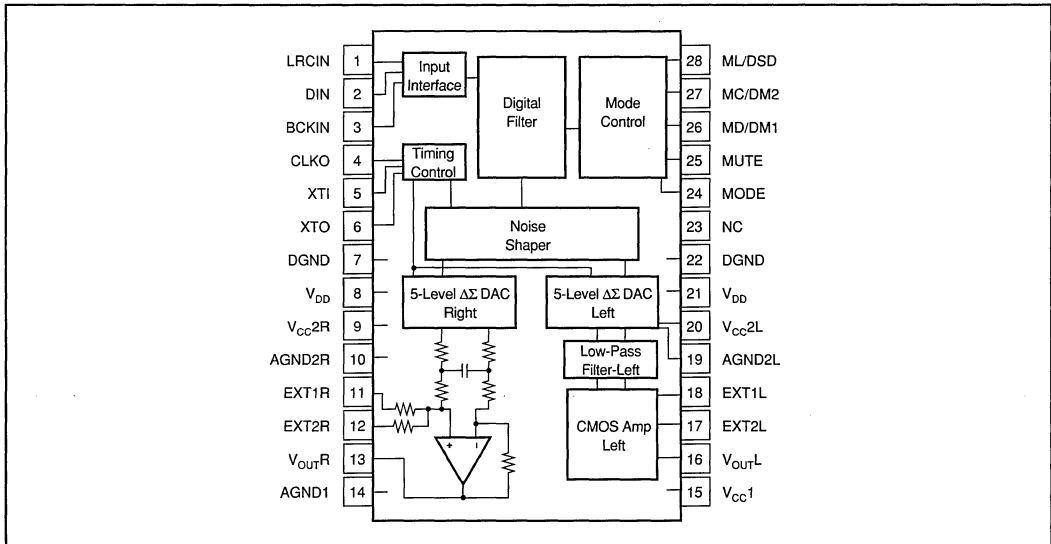 LRCIN 1
DIN 2
BCKIN 3
CLKO 4
XTI 5
XTO 6
DGND 7
VDD 8
VCC2R 9
AGND2R 10
EXT1R 11
EXT2R 12
VOUTR 13
AGND1 14
Input
Interface
Digital
Filter
Mode
Control
Timing
Control
Noise
Shaper
5-Level ΔΣ DAC
Right
5-Level ΔΣ DAC
Left
Low-Pass
Filter-Left
CMOS Amp
Left
+ –
28 ML/DSD
27 MC/DM2
26 MD/DM1
25 MUTE
24 MODE
23 NC
22 DGND
21 VDD
20 VCC2L
19 AGND2L
18 EXT1L
17 EXT2L
16 VOUTL
15 VCC1